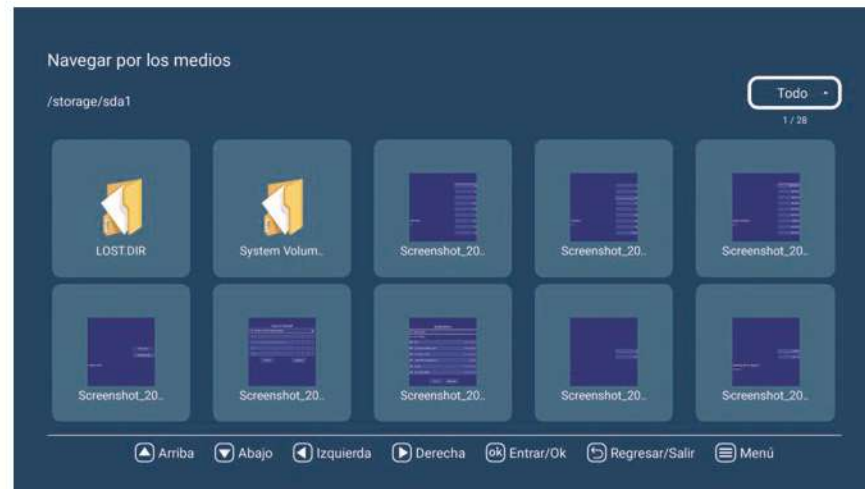 Navegar por los medios
/storage/sda1
Todo
1 / 28
LOST.DIR
System Volum..
Screenshot_20..
Screenshot_20..
Screenshot_20..
Screenshot_20..
Screenshot_20..
Screenshot_20..
Screenshot_20..
Screenshot_20..
Arriba
Abajo
Izquierda
Derecha
ok Entrar/Ok
Regresar/Salir
Menú